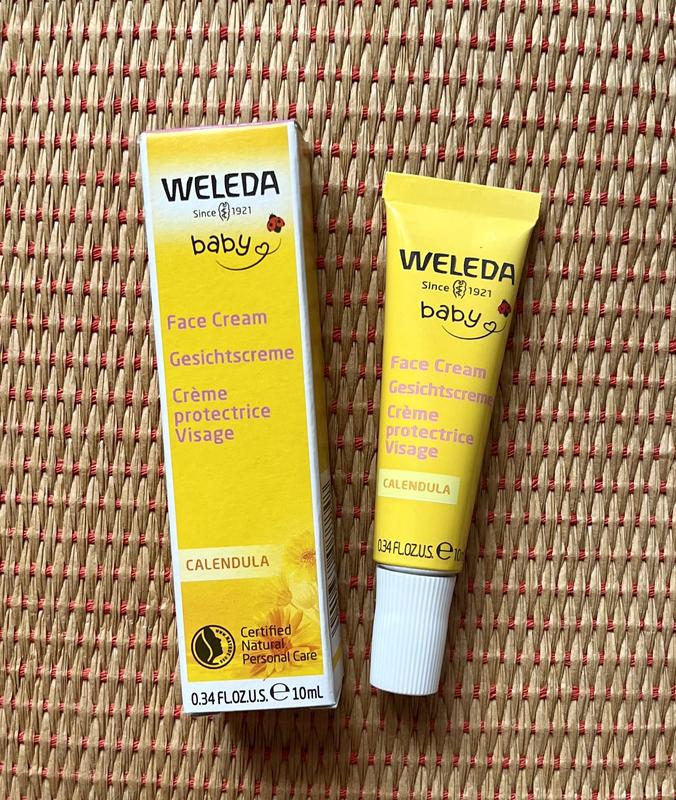 WELEDA
Since 1921
baby
Face Cream
Gesichtscreme
Crème
protectrice
Visage
CALENDULA
Certified
Natural
Personal Care
0.34 FL.OZ.U.S. ℮ 10mL
WELEDA
Since 1921
baby
Face Cream
Gesichtscreme
Crème
protectrice
Visage
CALENDULA
0.34 FL.OZ.U.S. ℮ 10